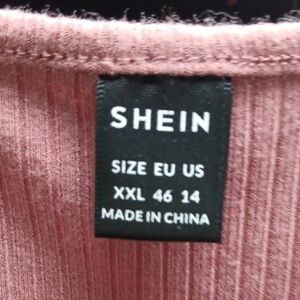 SHEIN
SIZE EU US
XXL 46 14
MADE IN CHINA